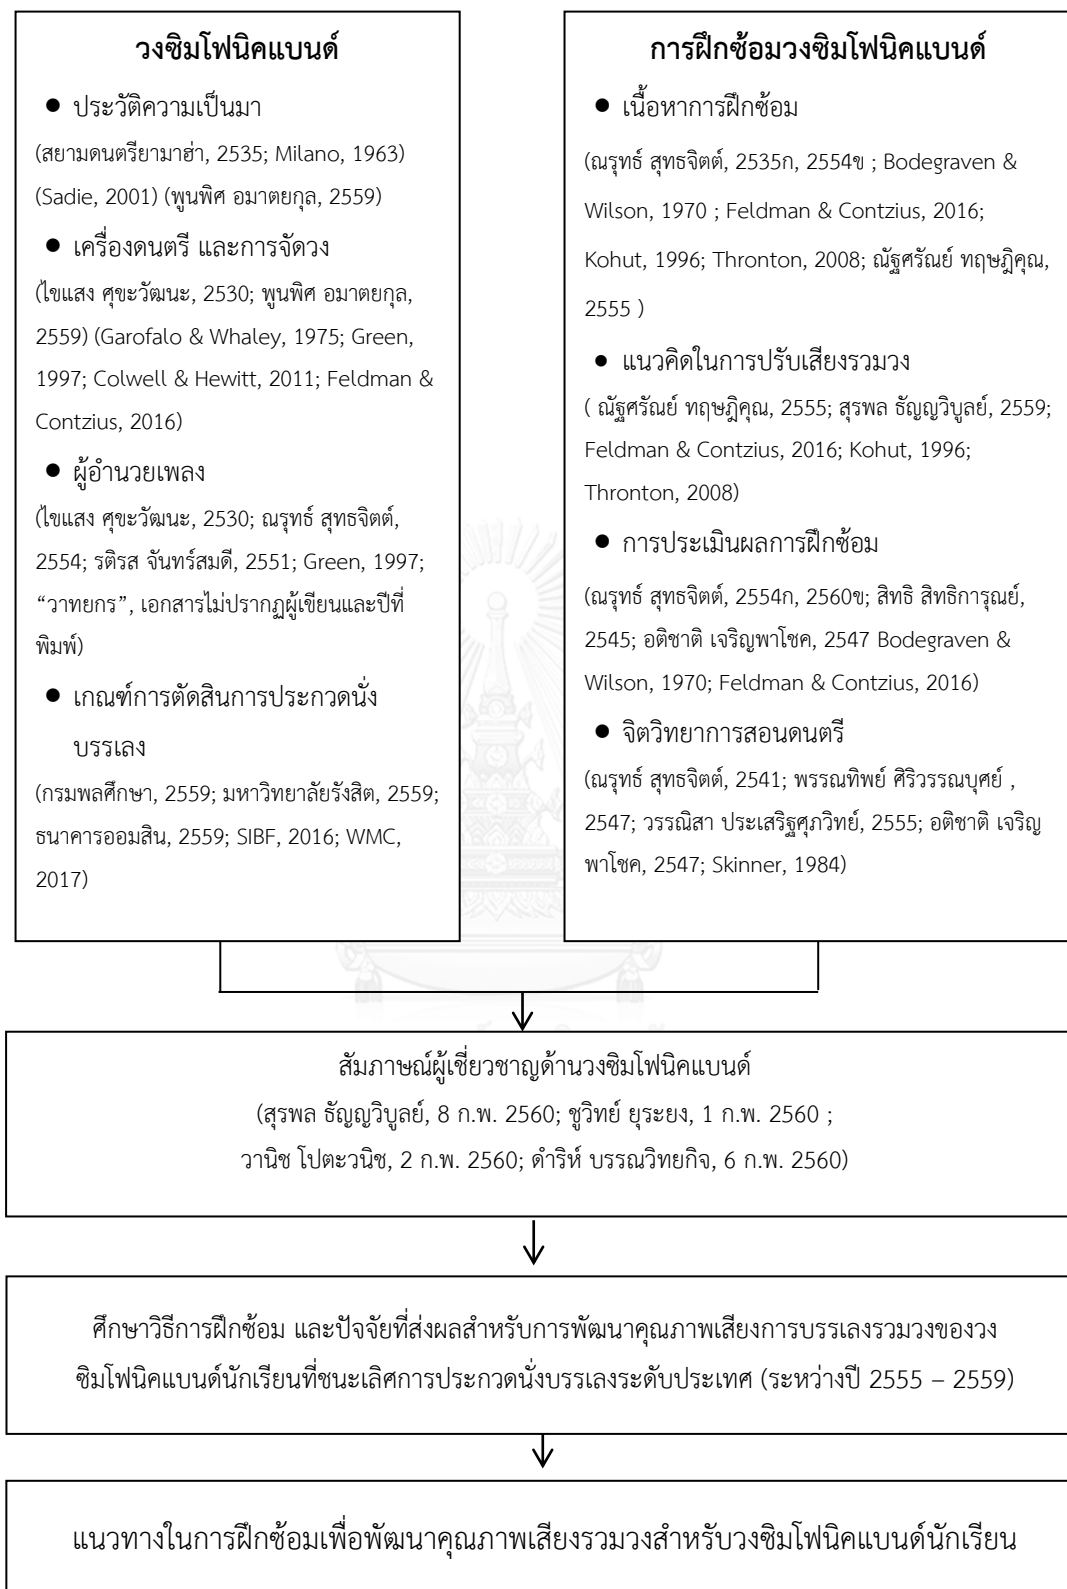 วงซิมโฟนิคแบนด์
● ประวัติความเป็นมา
(สยามดนตรียามาฮ่า, 2535; Milano, 1963)
(Sadie, 2001) (พูนพิศ อมาตยกุล, 2559)
● เครื่องดนตรี และการจัดวง
(ไขแสง ศุขะวัฒนะ, 2530; พูนพิศ อมาตยกุล,
2559) (Garofalo & Whaley, 1975; Green,
1997; Colwell & Hewitt, 2011; Feldman &
Contzius, 2016)
● ผู้อำนวยเพลง
(ไขแสง ศุขะวัฒนะ, 2530; ณรุทธ์ สุทธจิตต์,
2554; รติรส จันทร์สมดี, 2551; Green, 1997;
“วาทยกร”, เอกสารไม่ปรากฏผู้เขียนและปีที่
พิมพ์)
● เกณฑ์การตัดสินการประกวดนั่ง
บรรเลง
(กรมพลศึกษา, 2559; มหาวิทยาลัยรังสิต, 2559;
ธนาคารออมสิน, 2559; SIBF, 2016; WMC,
2017)
การฝึกซ้อมวงซิมโฟนิคแบนด์
● เนื้อหาการฝึกซ้อม
(ณรุทธ์ สุทธจิตต์, 2535ก, 2554ข ; Bodegraven &
Wilson, 1970 ; Feldman & Contzius, 2016;
Kohut, 1996; Thronton, 2008; ณัฐศรัณย์ ทฤษฎิคุณ,
2555 )
● แนวคิดในการปรับเสียงรวมวง
( ณัฐศรัณย์ ทฤษฎิคุณ, 2555; สุรพล ธัญญวิบูลย์, 2559;
Feldman & Contzius, 2016; Kohut, 1996;
Thronton, 2008)
● การประเมินผลการฝึกซ้อม
(ณรุทธ์ สุทธจิตต์, 2554ก, 2560ข; สิทธิ สิทธิการุณย์,
2545; อติชาติ เจริญพาโชค, 2547 Bodegraven &
Wilson, 1970; Feldman & Contzius, 2016)
● จิตวิทยาการสอนดนตรี
(ณรุทธ์ สุทธจิตต์, 2541; พรรณทิพย์ ศิริวรรณบุศย์ ,
2547; วรรณิสา ประเสริฐศุภวิทย์, 2555; อติชาติ เจริญ
พาโชค, 2547; Skinner, 1984)
สัมภาษณ์ผู้เชี่ยวชาญด้านวงซิมโฟนิคแบนด์
(สุรพล ธัญญวิบูลย์, 8 ก.พ. 2560; ชูวิทย์ ยุระยง, 1 ก.พ. 2560 ;
วานิช โปตะวนิช, 2 ก.พ. 2560; ดำริห์ บรรณวิทยกิจ, 6 ก.พ. 2560)
ศึกษาวิธีการฝึกซ้อม และปัจจัยที่ส่งผลสำหรับการพัฒนาคุณภาพเสียงการบรรเลงรวมวงของวง
ซิมโฟนิคแบนด์นักเรียนที่ชนะเลิศการประกวดนั่งบรรเลงระดับประเทศ (ระหว่างปี 2555 – 2559)
แนวทางในการฝึกซ้อมเพื่อพัฒนาคุณภาพเสียงรวมวงสำหรับวงซิมโฟนิคแบนด์นักเรียน